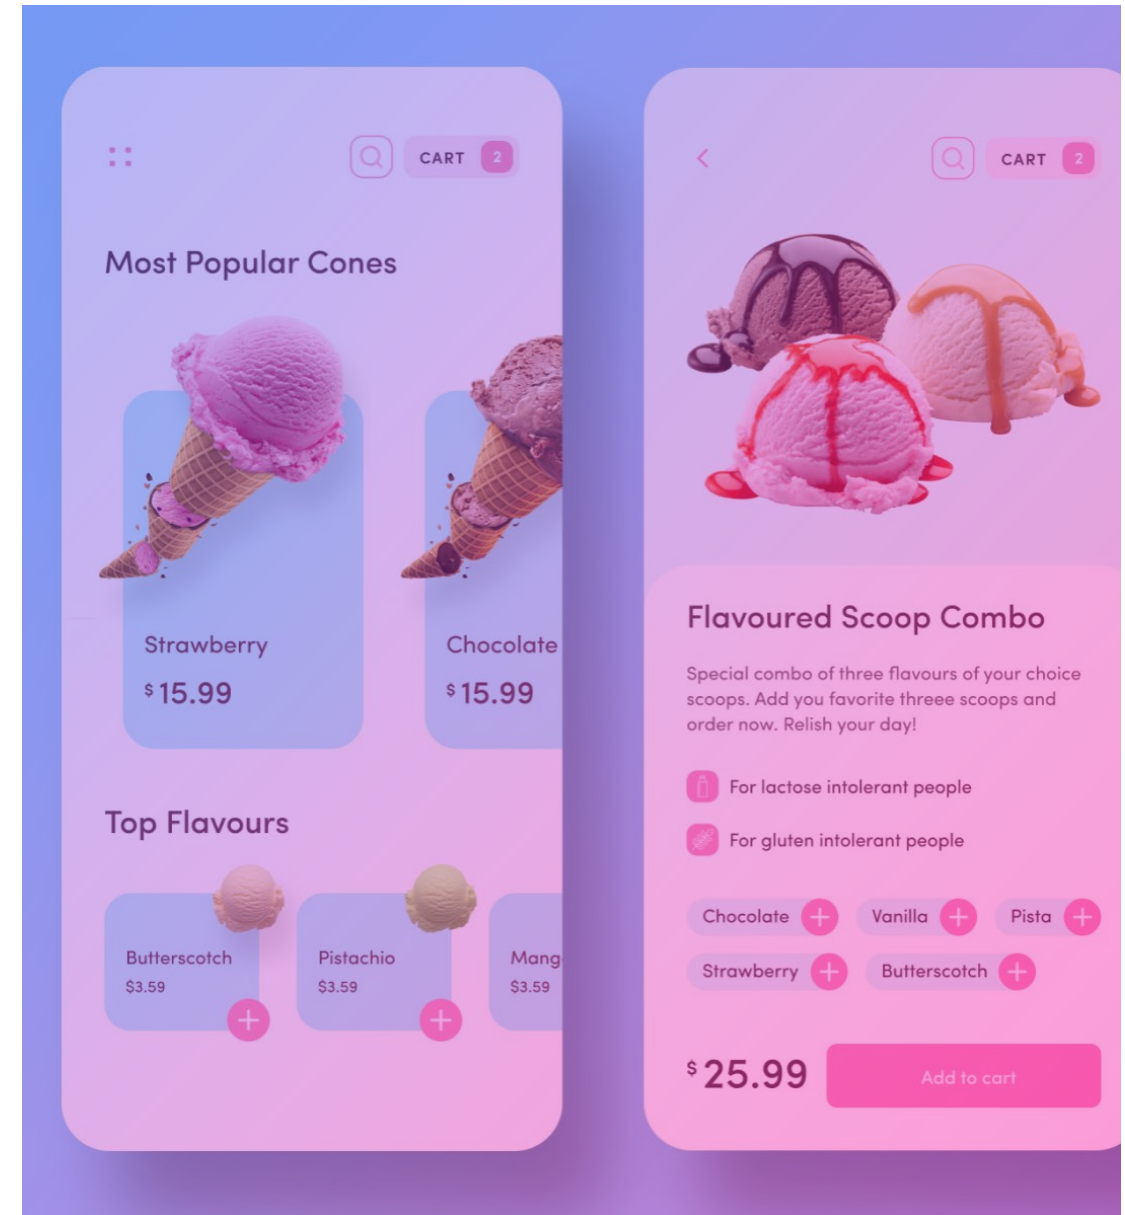 CART 2
Most Popular Cones
Strawberry
$15.99
Chocolate
$15.99
Top Flavours
Butterscotch
$3.59
Pistachio
$3.59
Mang
$3.59
CART 2
Flavoured Scoop Combo
Special combo of three flavours of your choice
scoops. Add you favorite threee scoops and
order now. Relish your day!
For lactose intolerant people
For gluten intolerant people
Chocolate + Vanilla + Pista +
Strawberry + Butterscotch +
$25.99 Add to cart